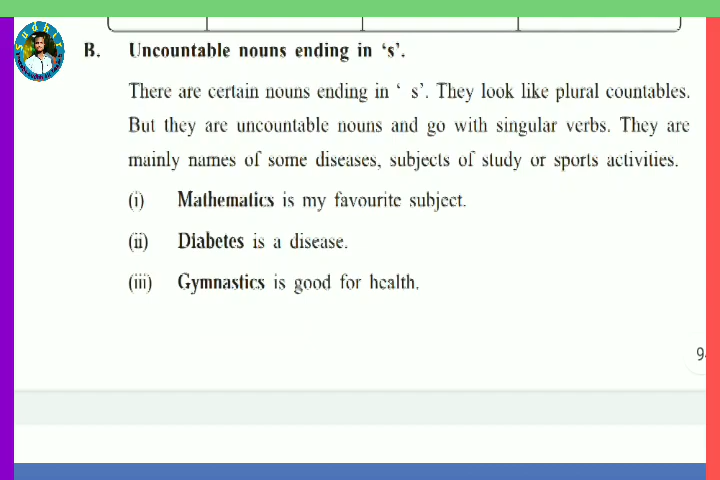 Sudhir
B. Uncountable nouns ending in ‘s’.
There are certain nouns ending in ‘ s’. They look like plural countables.
But they are uncountable nouns and go with singular verbs. They are
mainly names of some diseases, subjects of study or sports activities.
(i) Mathematics is my favourite subject.
(ii) Diabetes is a disease.
(iii) Gymnastics is good for health.